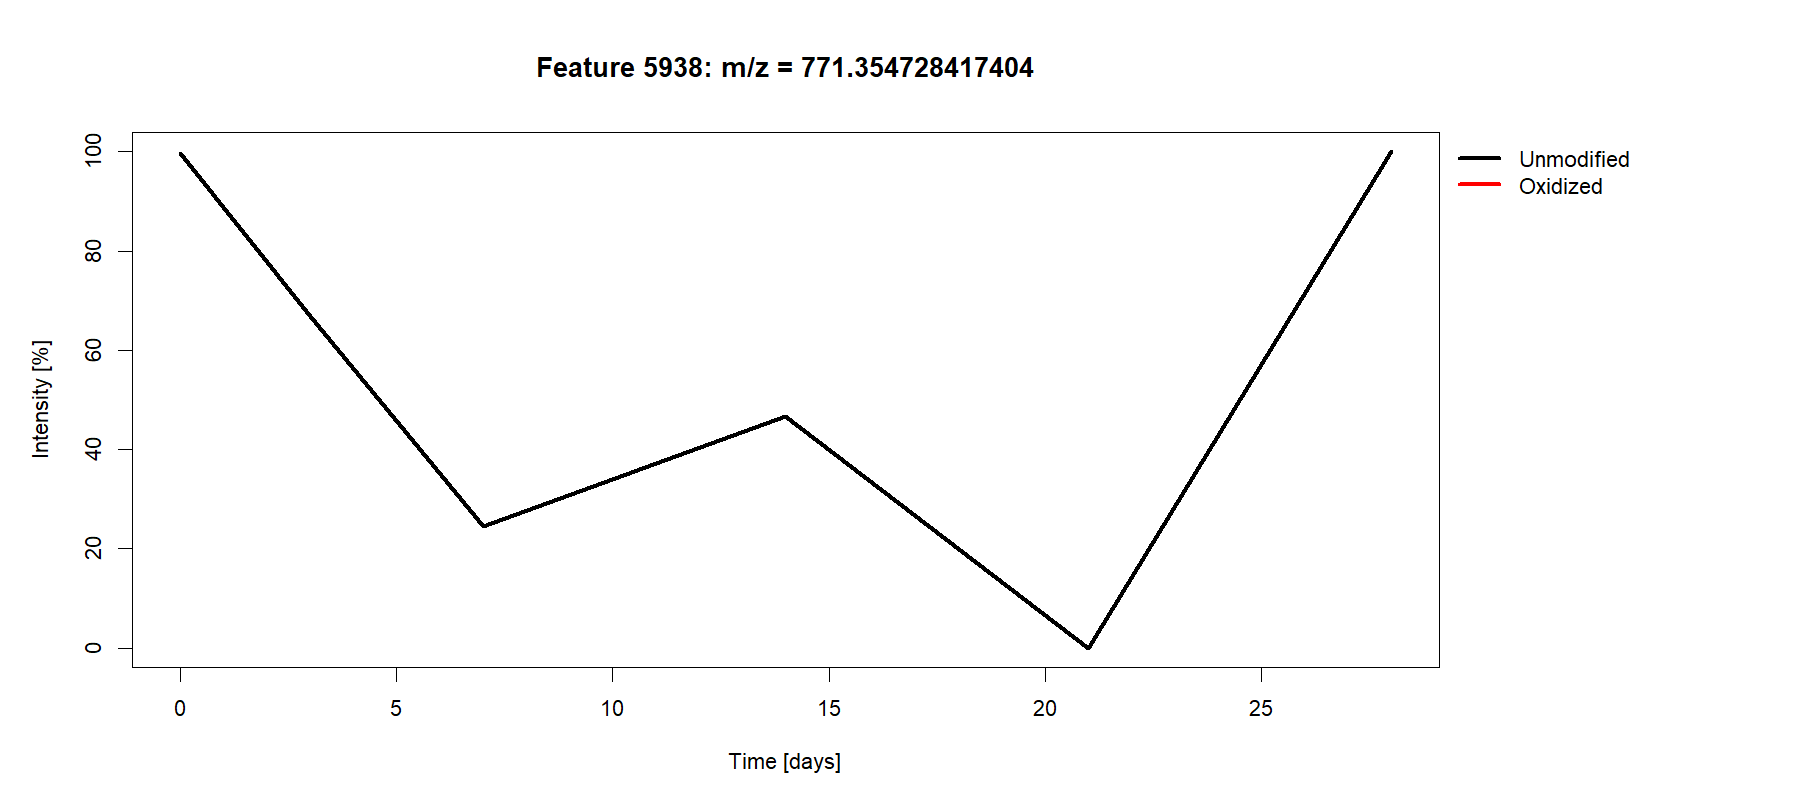 Feature 5938: m/z = 771.354728417404
Unmodified
Oxidized
Intensity [%]
100
80
60
40
20
0
0 5 10 15 20 25
Time [days]